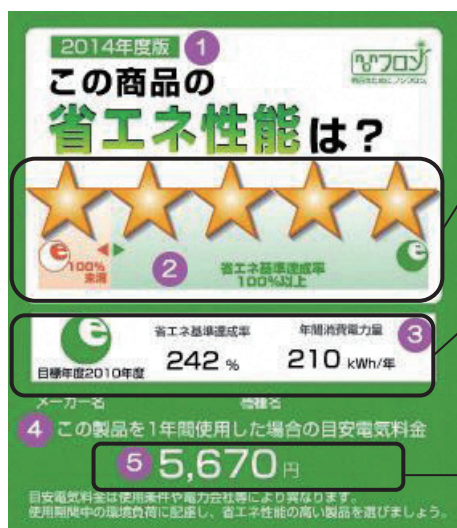 2014年度版 1
ノンフロン
この商品の
省エネ性能は?
e 100%未満
2
省エネ基準達成率
100%以上
e
e
目標年度2010年度
省エネ基準達成率
242 %
年間消費電力量
210 kWh/年
3
メーカー名
機種名
4 この製品を1年間使用した場合の目安電気料金
5 5,670円
目安電気料金は使用条件や電力会社等により異なります。
使用期間中の環境負荷に配慮し、省エネ性能の高い製品を選びましょう。